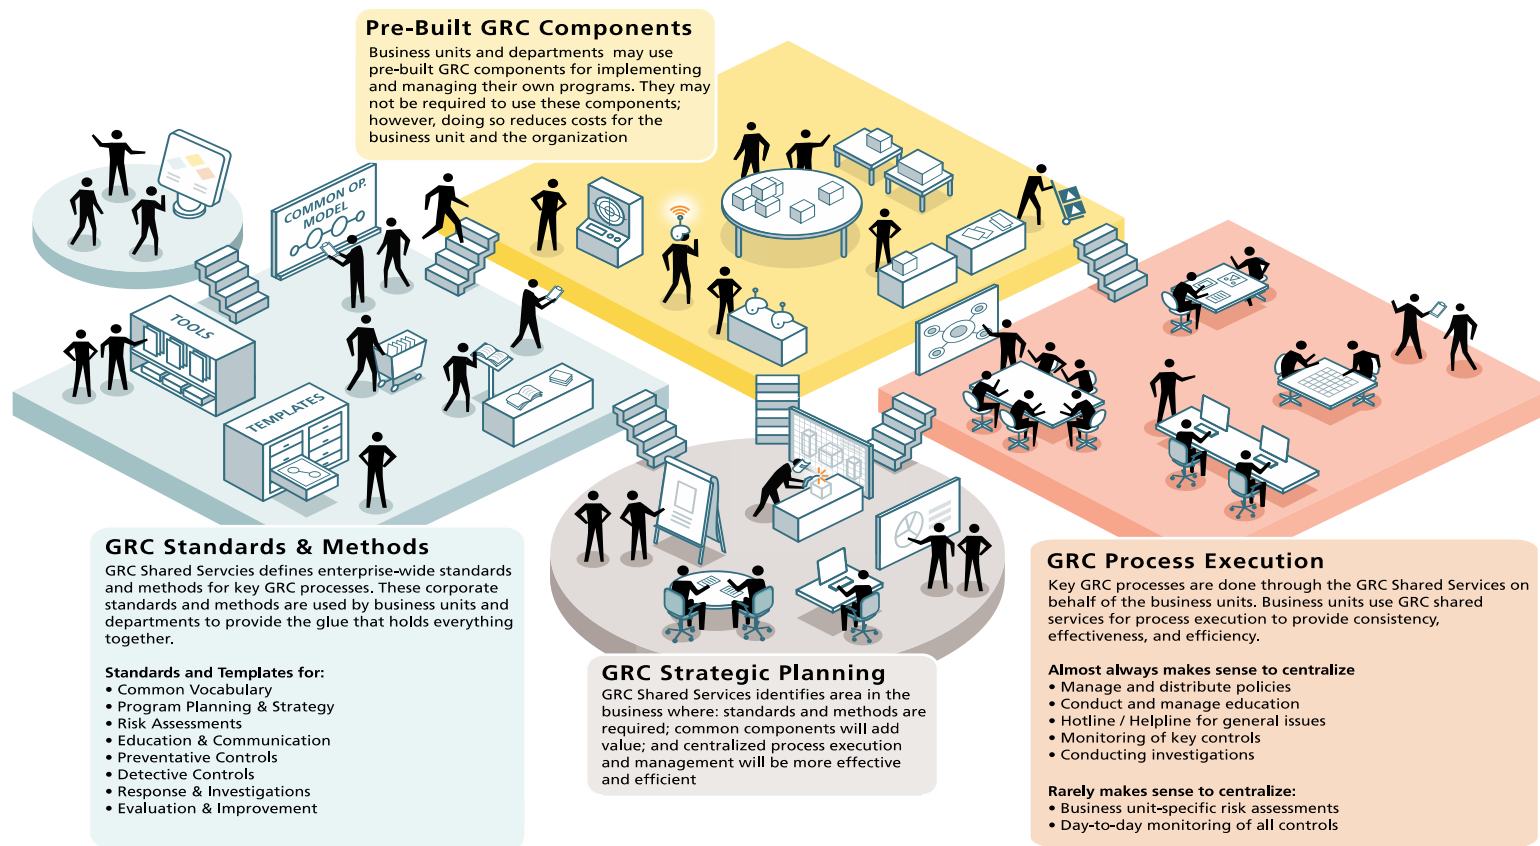 Pre-Built GRC Components
Business units and departments  may use
pre-built GRC components for implementing
and managing their own programs. They may
not be required to use these components;
however, doing so reduces costs for the
business unit and the organization
COMMON OP.
MODEL
TOOLS
TEMPLATES
GRC Standards & Methods
GRC Shared Servcies defines enterprise-wide standards
and methods for key GRC processes. These corporate
standards and methods are used by business units and
departments to provide the glue that holds everything
together.
Standards and Templates for:
• Common Vocabulary
• Program Planning & Strategy
• Risk Assessments
• Education & Communication
• Preventative Controls
• Detective Controls
• Response & Investigations
• Evaluation & Improvement
GRC Strategic Planning
GRC Shared Services identifies area in the
business where: standards and methods are
required; common components will add
value; and centralized process execution
and management will be more effective
and efficient
GRC Process Execution
Key GRC processes are done through the GRC Shared Services on
behalf of the business units. Business units use GRC shared
services for process execution to provide consistency,
effectiveness, and efficiency.
Almost always makes sense to centralize
• Manage and distribute policies
• Conduct and manage education
• Hotline / Helpline for general issues
• Monitoring of key controls
• Conducting investigations
Rarely makes sense to centralize:
• Business unit-specific risk assessments
• Day-to-day monitoring of all controls